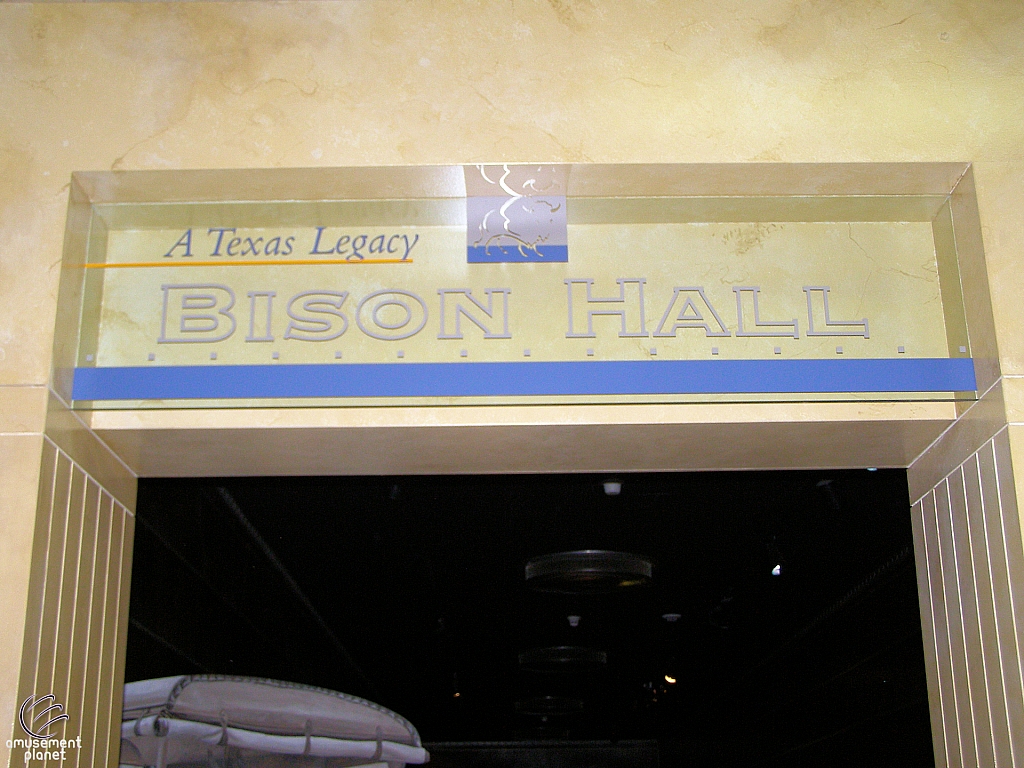 A Texas Legacy
BISON HALL
amusement
planet